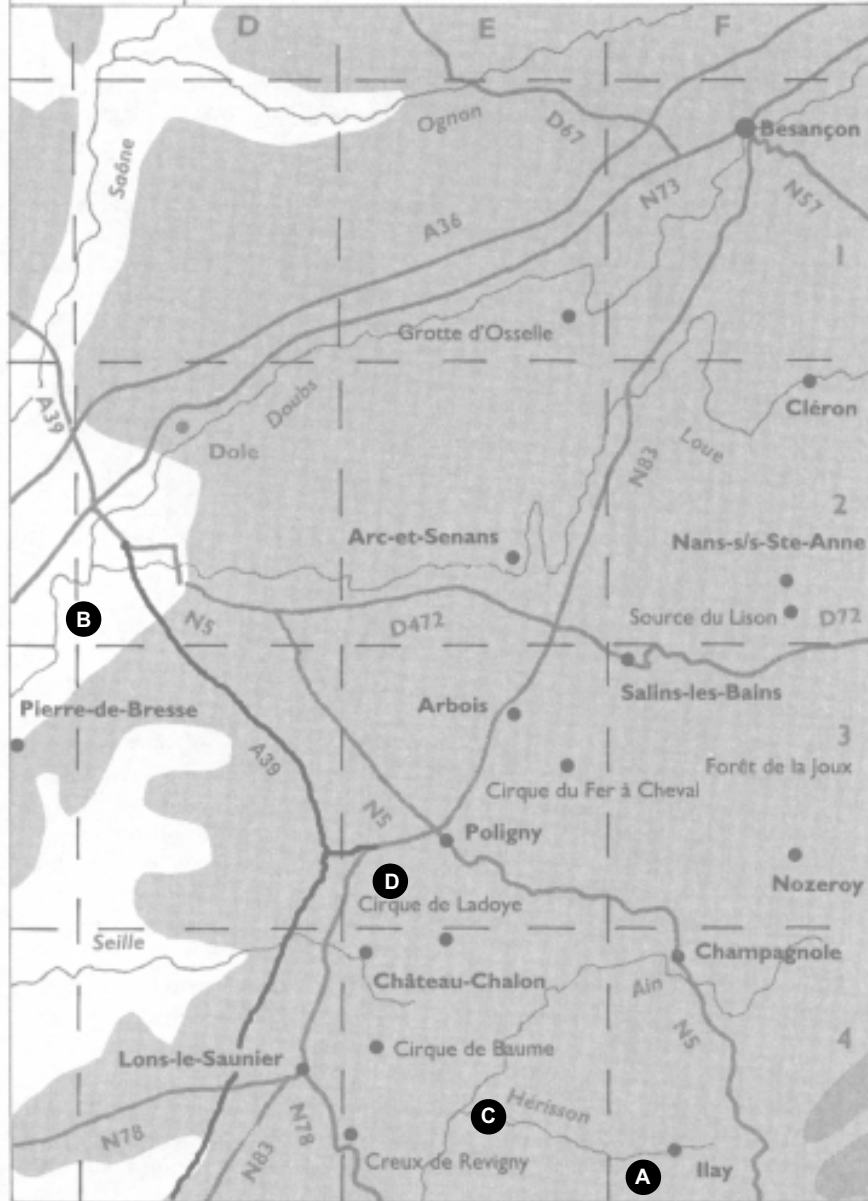 D
E
F
Ognon
D67
Besançon
Saône
N73
N57
A36
1
Grotte d'Osselle
Doubs
A39
Cléron
Dole
Loue
N83
2
Arc-et-Senans
Nans-s/s-Ste-Anne
B
Source du Lison
D72
N5
D472
Salins-les-Bains
Pierre-de-Bresse
Arbois
3
A39
Forêt de la Joux
Cirque du Fer à Cheval
N5
Poligny
D
Nozeroy
Cirque de Ladoye
Seille
Champagnole
Château-Chalon
Ain
N5
4
Lons-le-Saunier
Cirque de Baume
C
Hérisson
N78
N83
N78
Creux de Revigny
A
Ilay